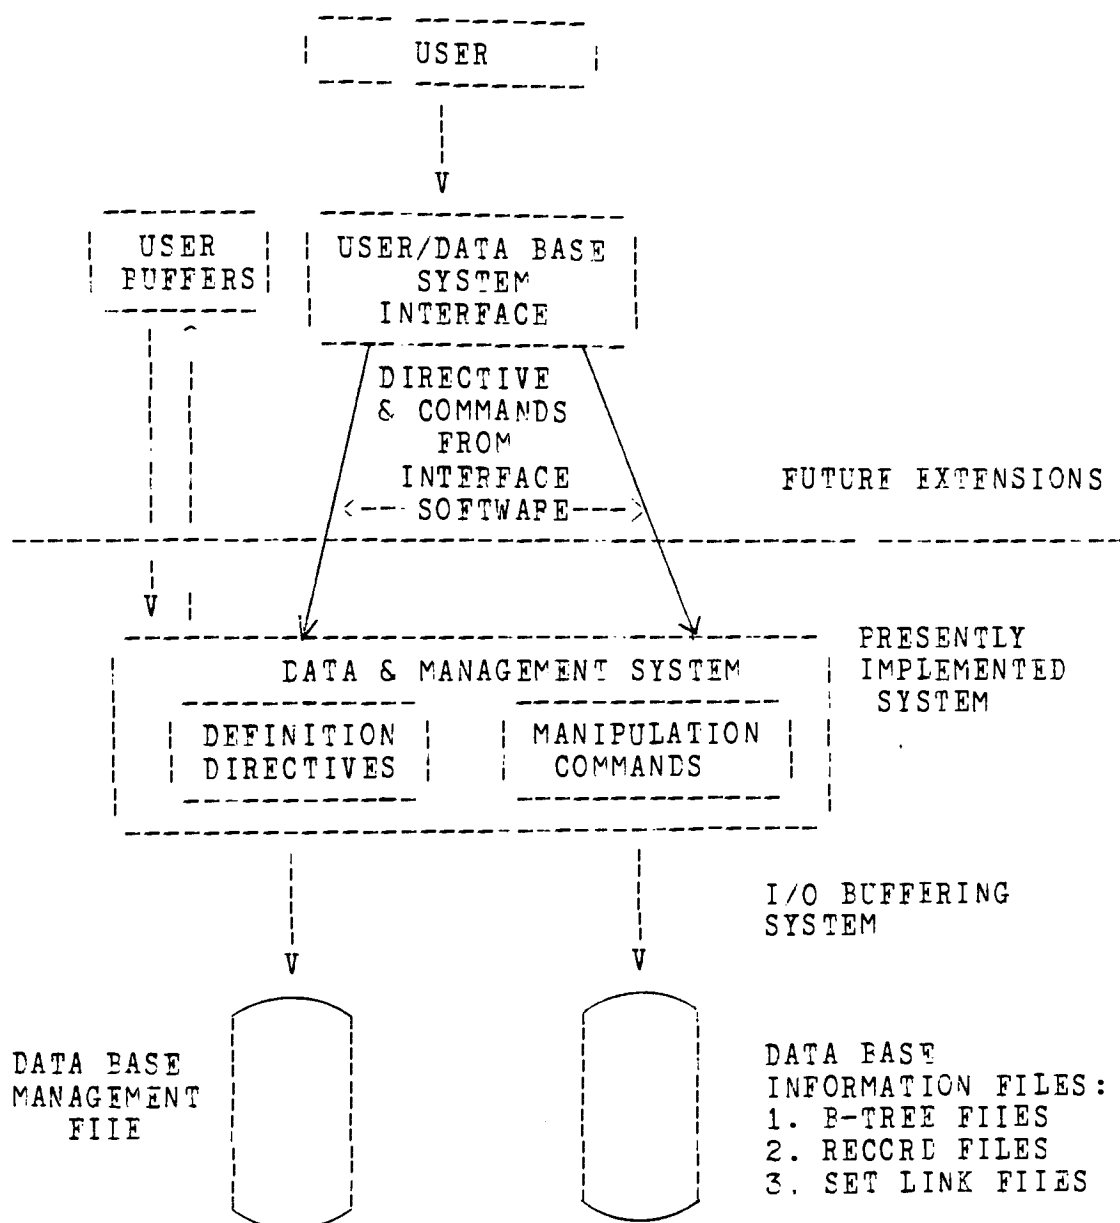 USER
USER
BUFFERS
USER/DATA BASE
SYSTEM
INTERFACE
DIRECTIVE
& COMMANDS
FROM
INTERFACE
<--- SOFTWARE--->
FUTURE EXTENSIONS
PRESENTLY
IMPLEMENTED
SYSTEM
DATA & MANAGEMENT SYSTEM
DEFINITION
DIRECTIVES
MANIPULATION
COMMANDS
I/O BUFFERING
SYSTEM
DATA BASE
MANAGEMENT
FILE
DATA BASE
INFORMATION FILES:
1. B-TREE FILES
2. RECORD FILES
3. SET LINK FILES